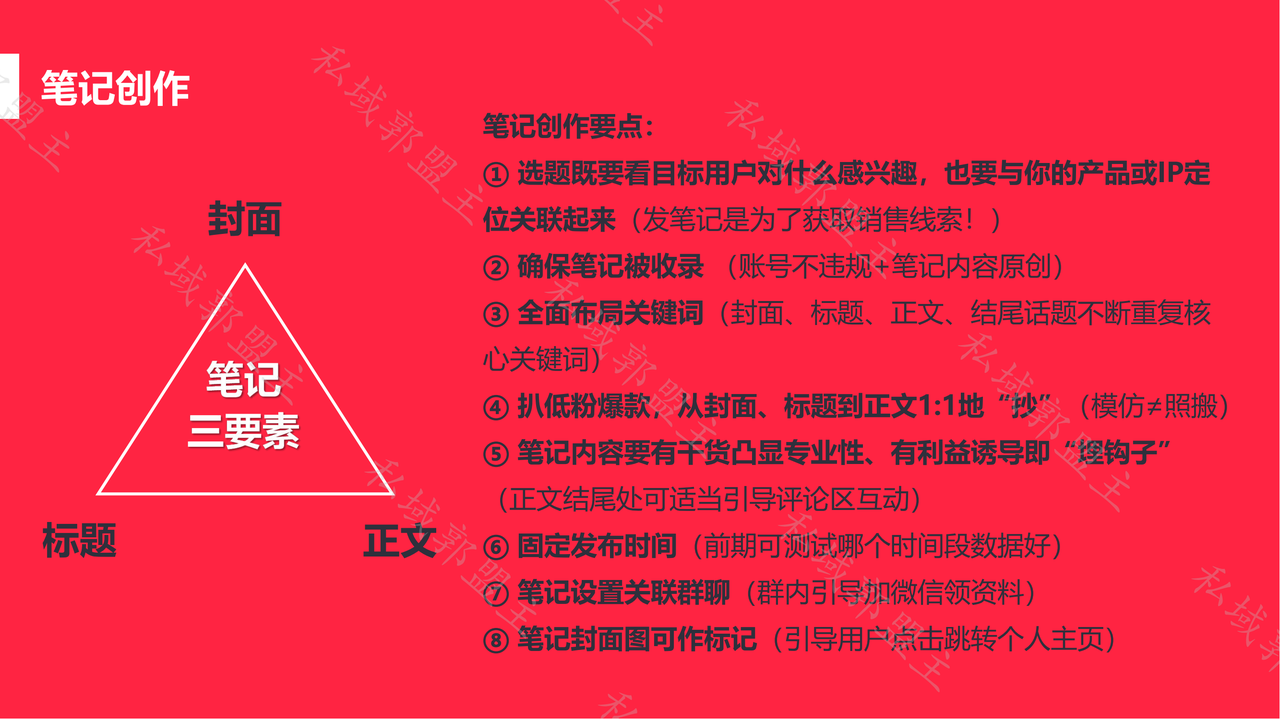 笔记创作
封面
笔记
三要素
标题
正文
笔记创作要点：
① 选题既要看目标用户对什么感兴趣，也要与你的产品或IP定
位关联起来（发笔记是为了获取销售线索！）
② 确保笔记被收录 （账号不违规+笔记内容原创）
③ 全面布局关键词（封面、标题、正文、结尾话题不断重复核
心关键词）
④ 扒低粉爆款，从封面、标题到正文1:1地“抄”（模仿≠照搬）
⑤ 笔记内容要有干货凸显专业性、有利益诱导即“埋钩子”
（正文结尾处可适当引导评论区互动）
⑥ 固定发布时间（前期可测试哪个时间段数据好）
⑦ 笔记设置关联群聊（群内引导加微信领资料）
⑧ 笔记封面图可作标记（引导用户点击跳转个人主页）
私域郭盟主
私域郭盟主
私域郭盟主
私域郭盟主
私域郭盟主
私域郭盟主
私域郭盟主